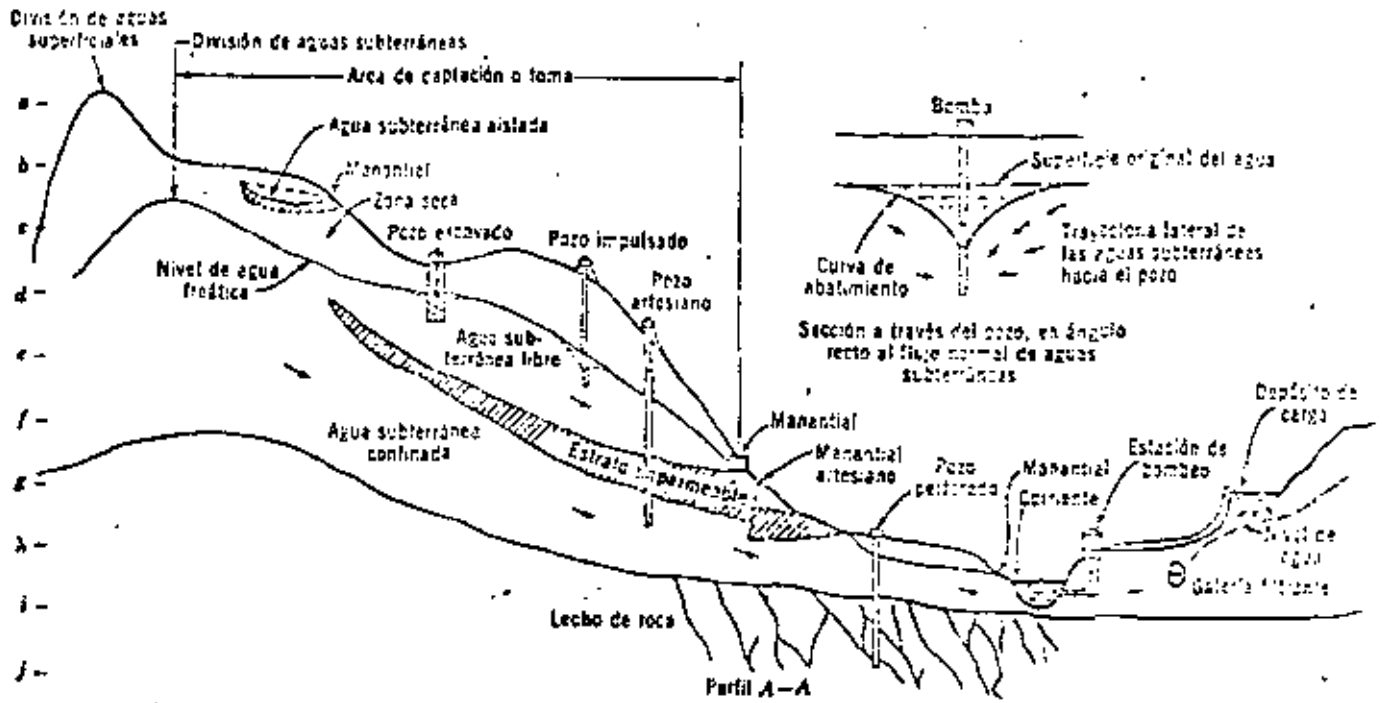 División de aguas
superficiales
División de aguas subterráneas
Area de captación o toma
Agua subterránea aislada
Manantial
Zona seca
Pozo excavado
Pozo impulsado
Pozo
artesiano
Nivel de agua
freática
Agua sub-
terránea libre
Agua subterránea
confinada
Estrato impermeable
Manantial
Manantial
artesiano
Pozo
perforado
Manantial
Corriente
Estación de
bombeo
Depósito de
carga
Nivel de
agua
Galería filtrante
Lecho de roca
Perfil A-A
Bomba
Superficie original del agua
Curva de
abatimiento
Trayectoria lateral de
las aguas subterráneas
hacia el pozo
Sección a través del pozo, en ángulo
recto al flujo normal de aguas
subterráneas
a -
b -
c -
d -
e -
f -
g -
h -
i -
j -